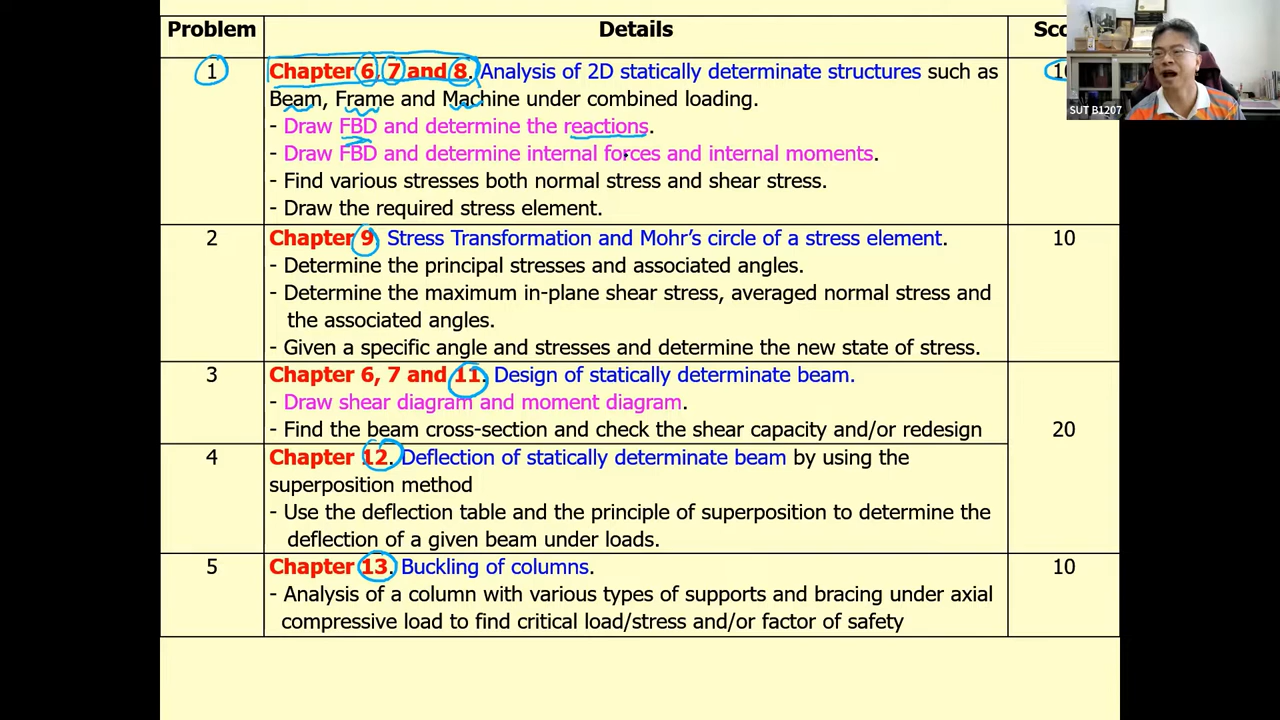 Problem Details Sco
1 Chapter 6, 7 and 8. Analysis of 2D statically determinate structures such as 10
Beam, Frame and Machine under combined loading.
- Draw FBD and determine the reactions.
- Draw FBD and determine internal forces and internal moments.
- Find various stresses both normal stress and shear stress.
- Draw the required stress element.
SUT B1207
2 Chapter 9. Stress Transformation and Mohr’s circle of a stress element. 10
- Determine the principal stresses and associated angles.
- Determine the maximum in-plane shear stress, averaged normal stress and
the associated angles.
- Given a specific angle and stresses and determine the new state of stress.
3 Chapter 6, 7 and 11. Design of statically determinate beam.
- Draw shear diagram and moment diagram.
- Find the beam cross-section and check the shear capacity and/or redesign 20
4 Chapter 12. Deflection of statically determinate beam by using the
superposition method
- Use the deflection table and the principle of superposition to determine the
deflection of a given beam under loads.
5 Chapter 13. Buckling of columns. 10
- Analysis of a column with various types of supports and bracing under axial
compressive load to find critical load/stress and/or factor of safety